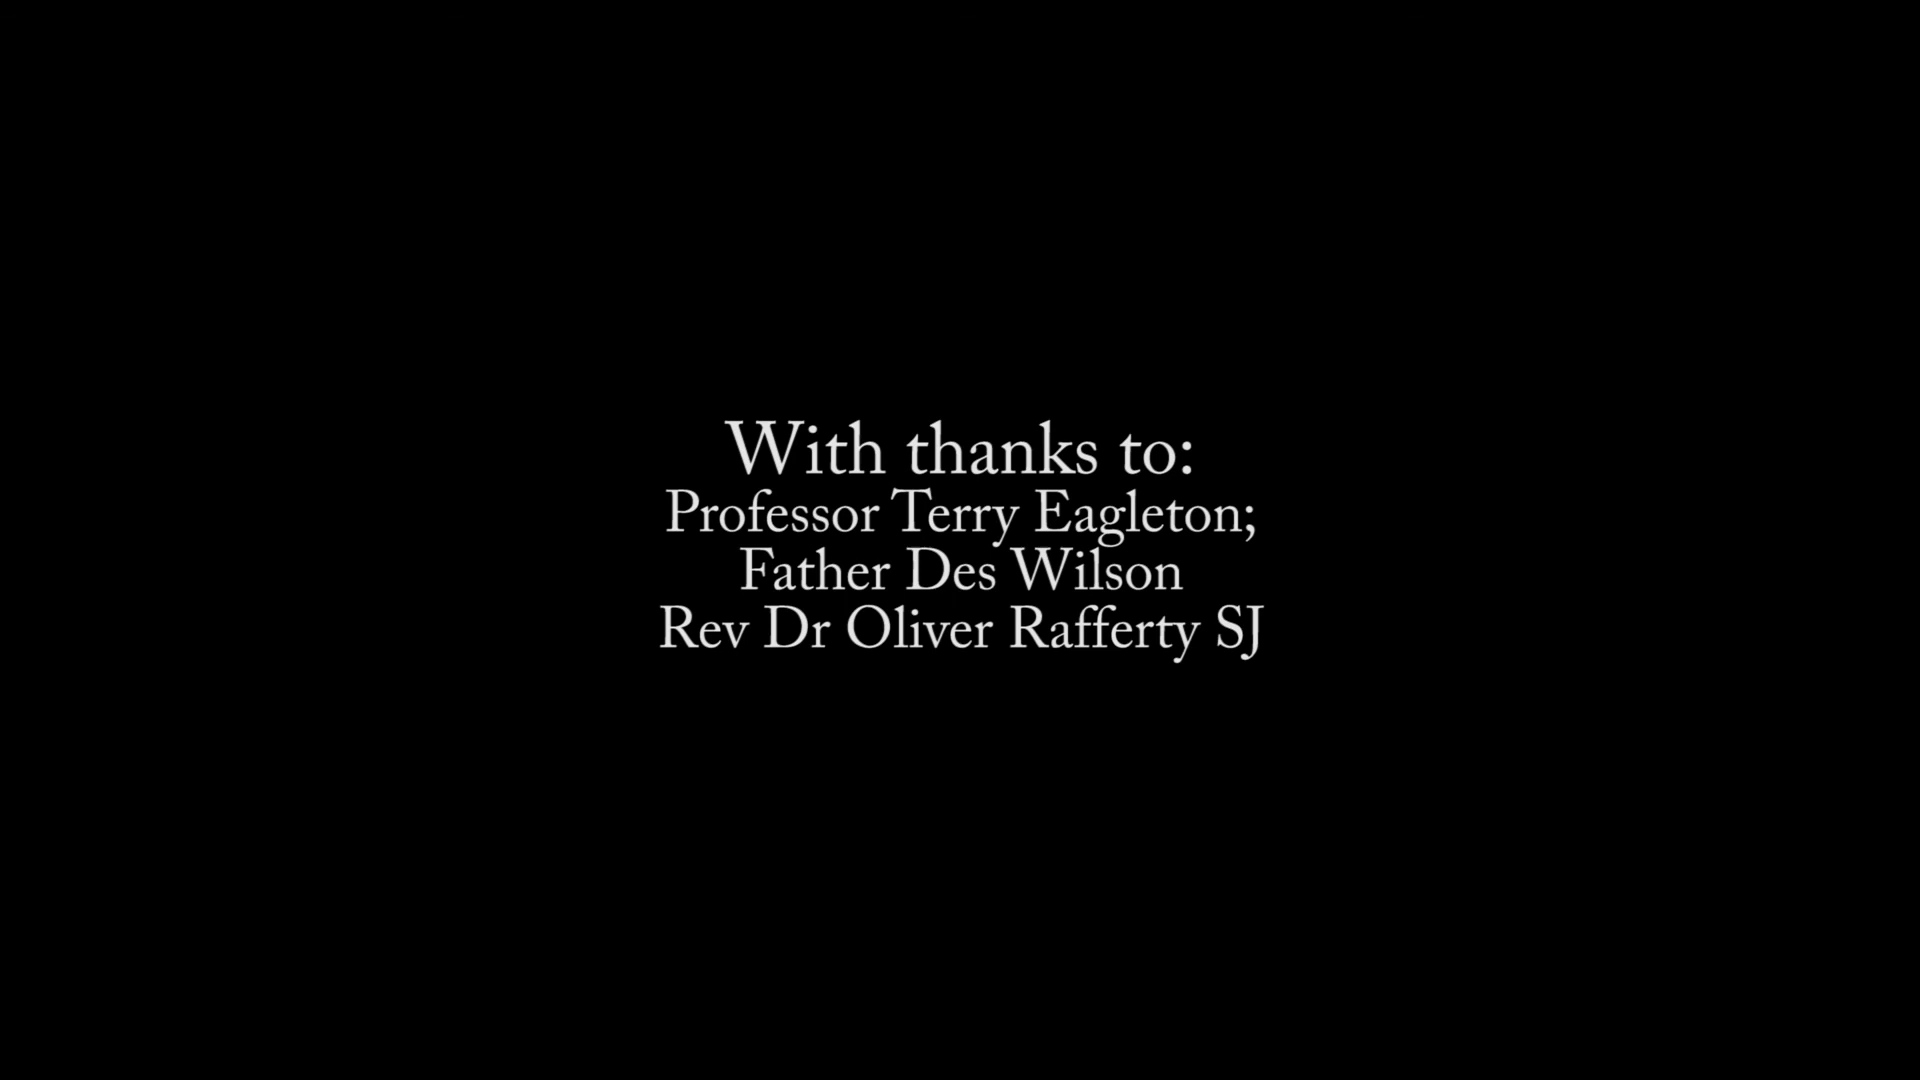 With thanks to:
Professor Terry Eagleton;
Father Des Wilson
Rev Dr Oliver Rafferty SJ